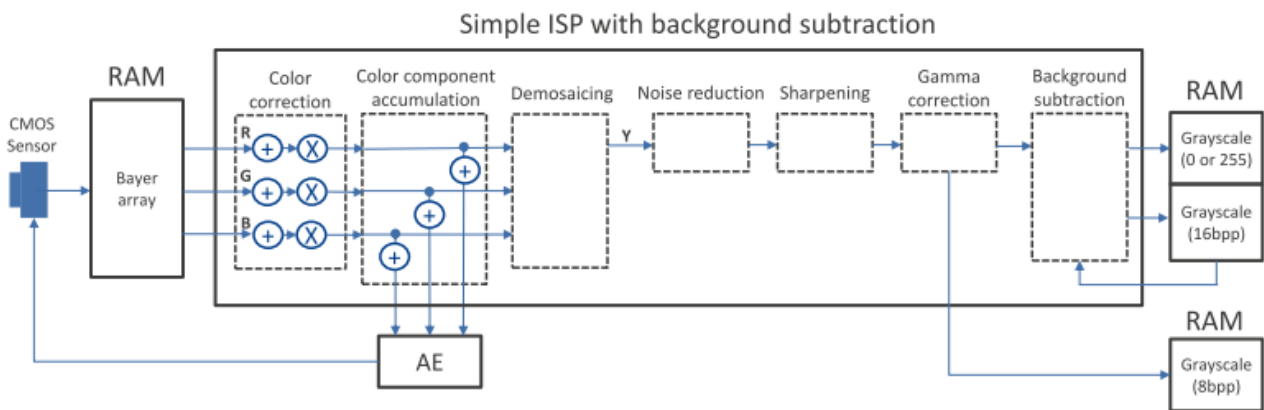 Simple ISP with background subtraction
RAM
CMOS
Sensor
Bayer
array
Color
correction
R
+
X
G
+
X
B
+
X
Color component
accumulation
+
+
+
Demosaicing
Y
Noise reduction
Sharpening
Gamma
correction
Background
subtraction
RAM
Grayscale
(0 or 255)
Grayscale
(16bpp)
AE
RAM
Grayscale
(8bpp)